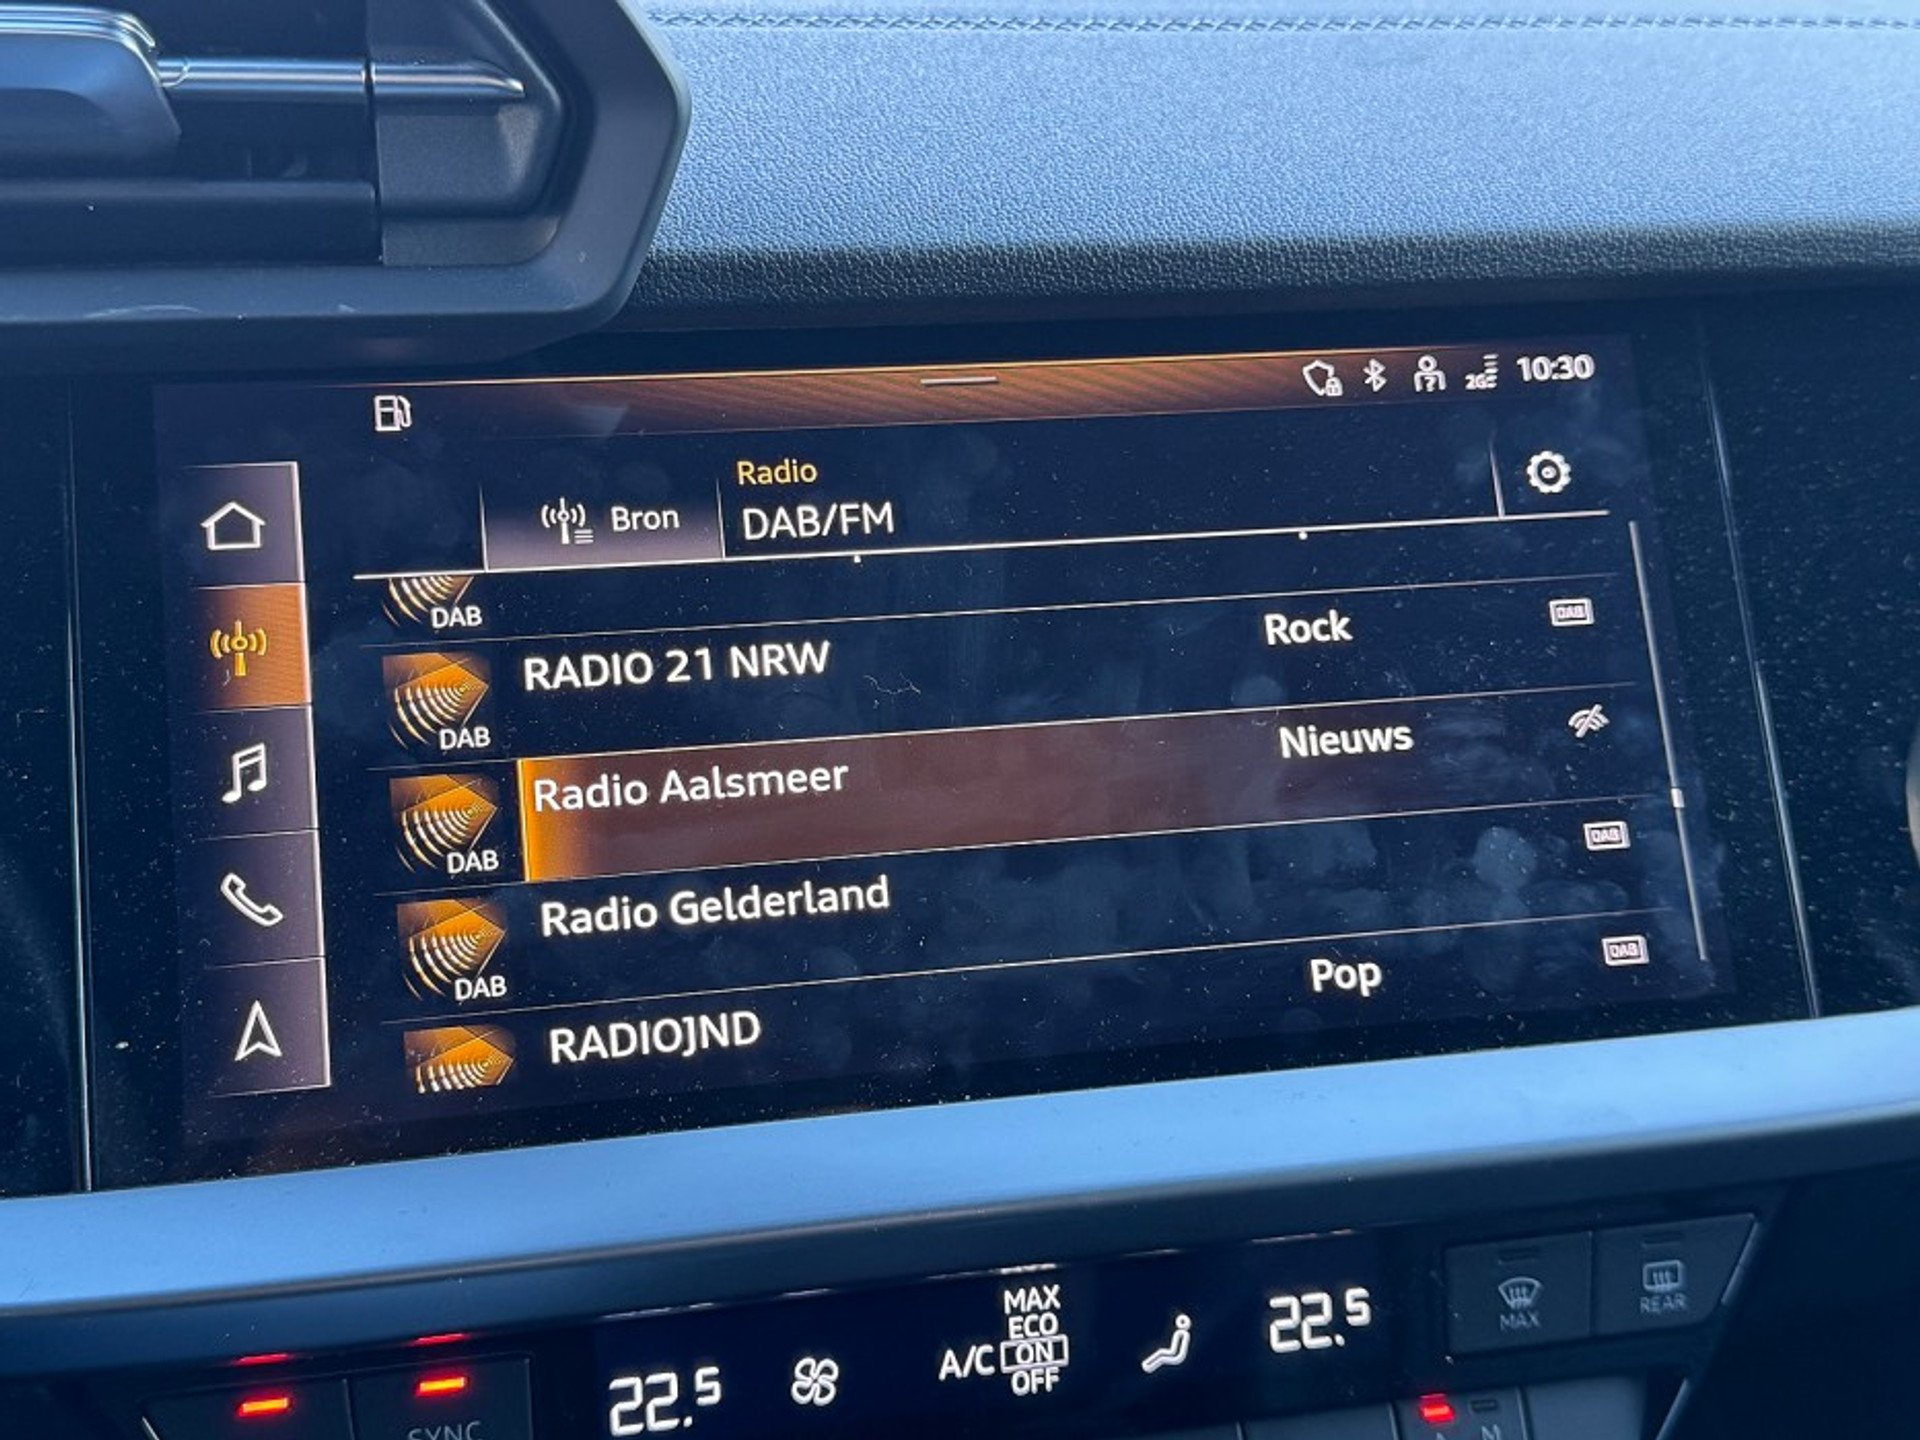 2G 10:30
Radio
Bron DAB/FM
DAB
RADIO 21 NRW Rock DAB
DAB
Radio Aalsmeer Nieuws
DAB
Radio Gelderland DAB
DAB
RADIOJND Pop DAB
MAX
ECO
A/C ON
OFF
22.5
22.5
MAX
REAR
SYNC
A M